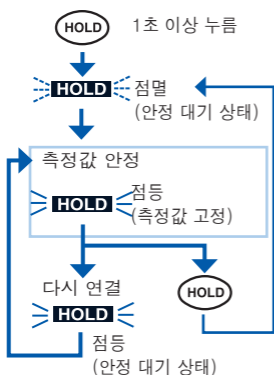 HOLD 1초 이상 누름
HOLD 점멸
(안정 대기 상태)
측정값 안정
HOLD 점등
(측정값 고정)
다시 연결
HOLD
HOLD
점등
(안정 대기 상태)